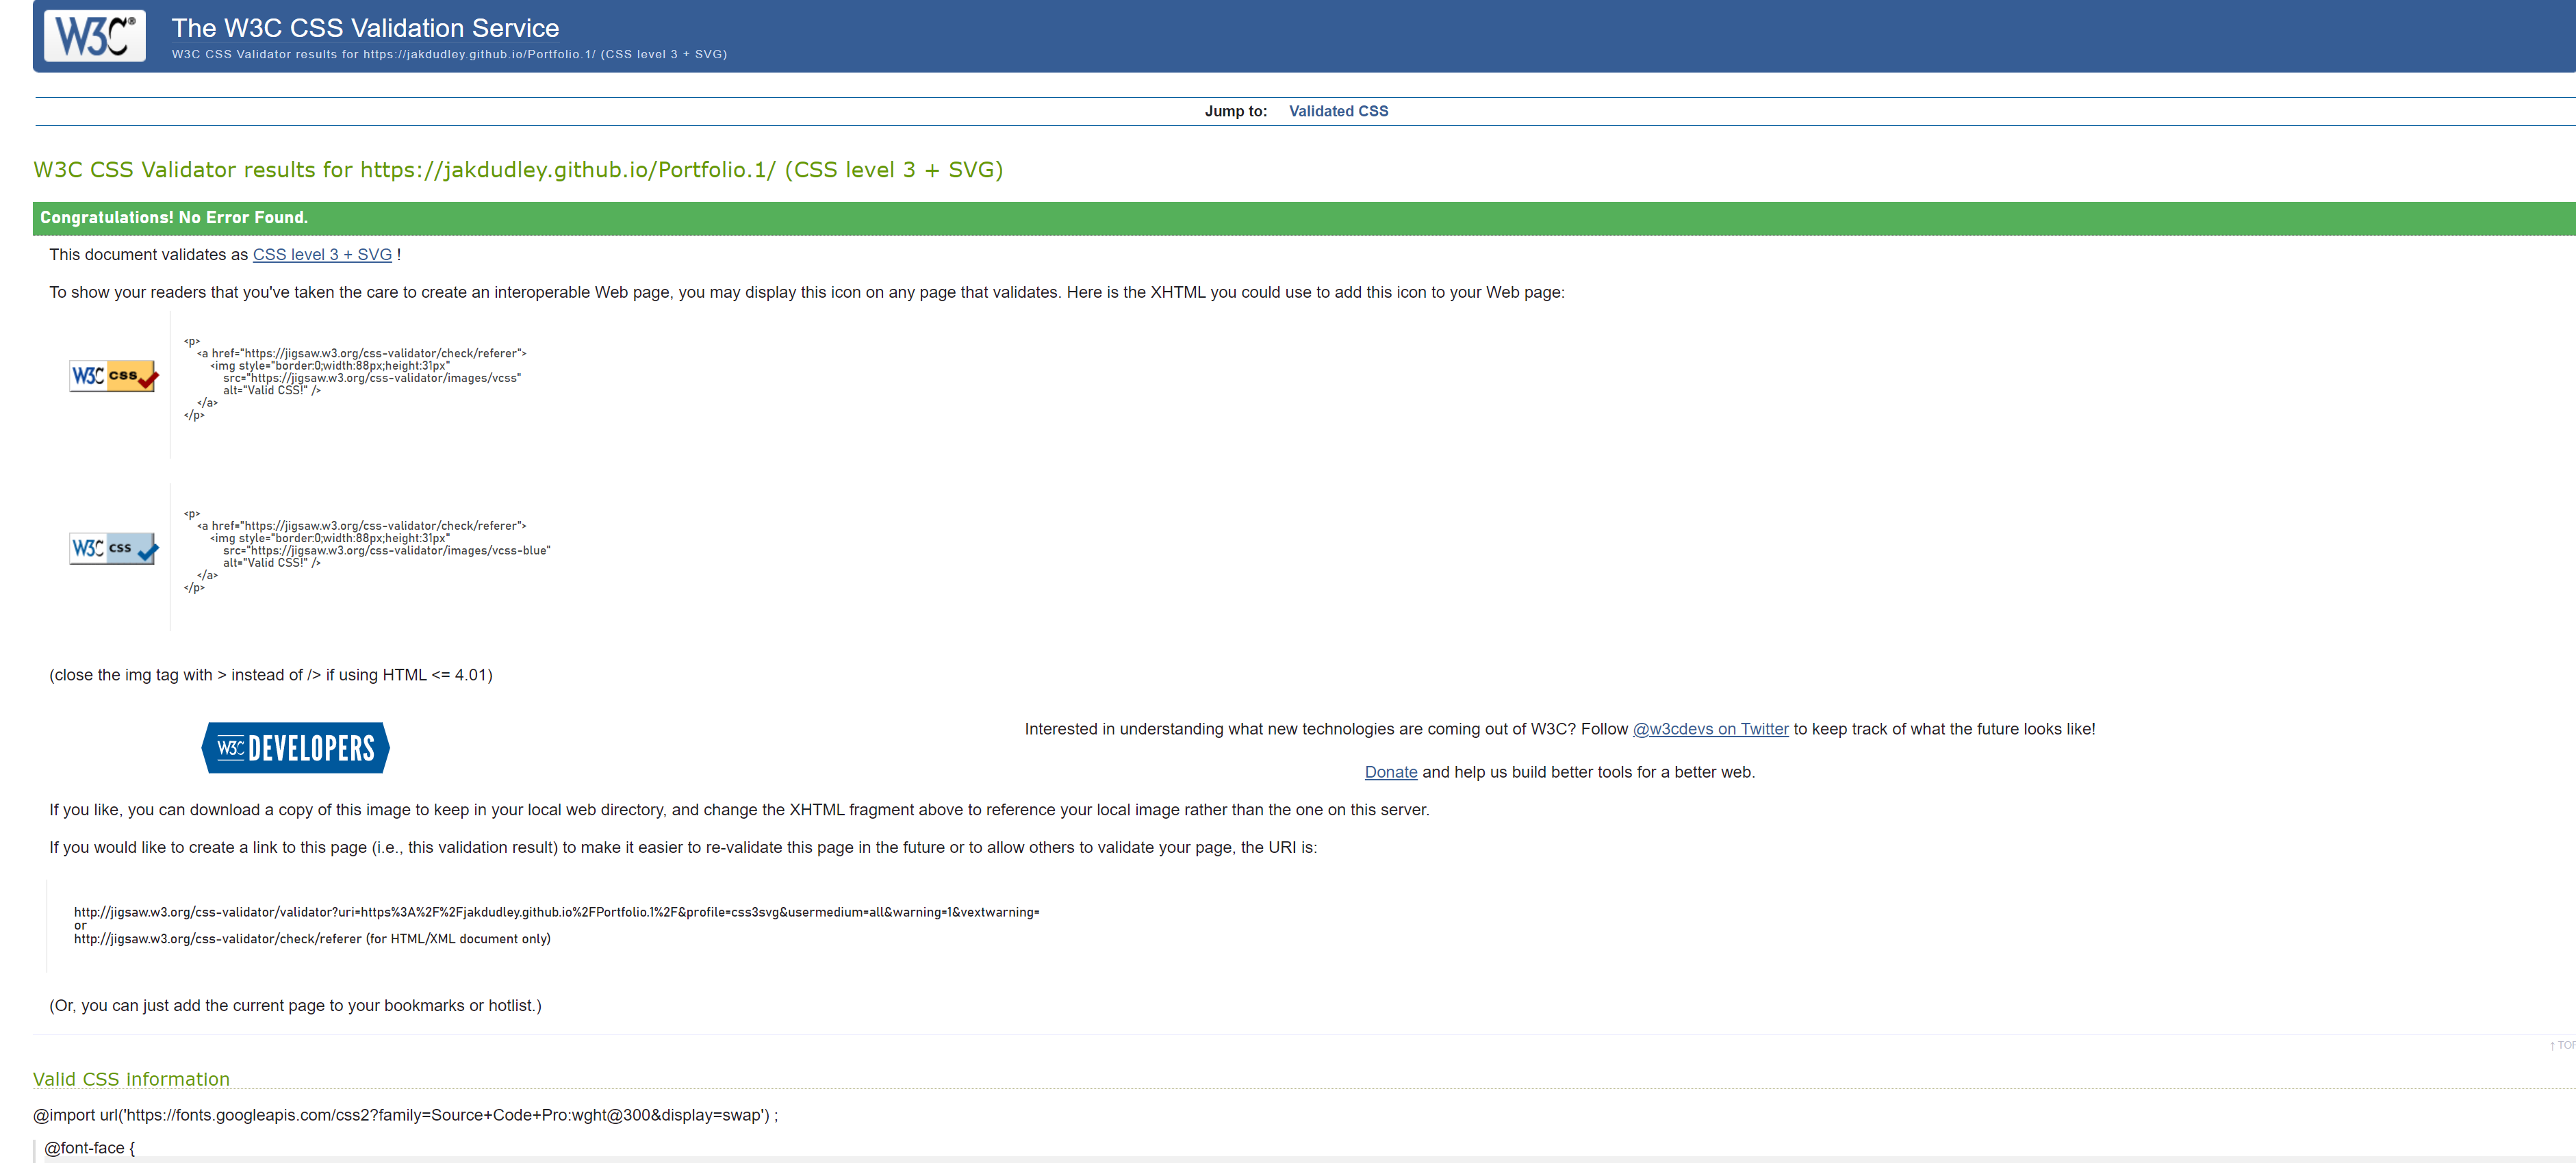 W3C®
The W3C CSS Validation Service
W3C CSS Validator results for https://jakdudley.github.io/Portfolio.1/ (CSS level 3 + SVG)
Jump to: Validated CSS
W3C CSS Validator results for https://jakdudley.github.io/Portfolio.1/ (CSS level 3 + SVG)
Congratulations! No Error Found.
This document validates as CSS level 3 + SVG !
To show your readers that you've taken the care to create an interoperable Web page, you may display this icon on any page that validates. Here is the XHTML you could use to add this icon to your Web page:
W3C css
<p>
<a href="https://jigsaw.w3.org/css-validator/check/referer">
<img style="border:0;width:88px;height:31px"
src="https://jigsaw.w3.org/css-validator/images/vcss"
alt="Valid CSS!" />
</a>
</p>
W3C css
<p>
<a href="https://jigsaw.w3.org/css-validator/check/referer">
<img style="border:0;width:88px;height:31px"
src="https://jigsaw.w3.org/css-validator/images/vcss-blue"
alt="Valid CSS!" />
</a>
</p>
(close the img tag with > instead of /> if using HTML <= 4.01)
W3C DEVELOPERS
Interested in understanding what new technologies are coming out of W3C? Follow @w3cdevs on Twitter to keep track of what the future looks like!
Donate and help us build better tools for a better web.
If you like, you can download a copy of this image to keep in your local web directory, and change the XHTML fragment above to reference your local image rather than the one on this server.
If you would like to create a link to this page (i.e., this validation result) to make it easier to re-validate this page in the future or to allow others to validate your page, the URI is:
http://jigsaw.w3.org/css-validator/validator?uri=https%3A%2F%2Fjakdudley.github.io%2FPortfolio.1%2F&profile=css3svg&usermedium=all&warning=1&vextwarning=
or
http://jigsaw.w3.org/css-validator/check/referer (for HTML/XML document only)
(Or, you can just add the current page to your bookmarks or hotlist.)
↑ TOP
Valid CSS information
@import url('https://fonts.googleapis.com/css2?family=Source+Code+Pro:wght@300&display=swap') ;
@font-face {